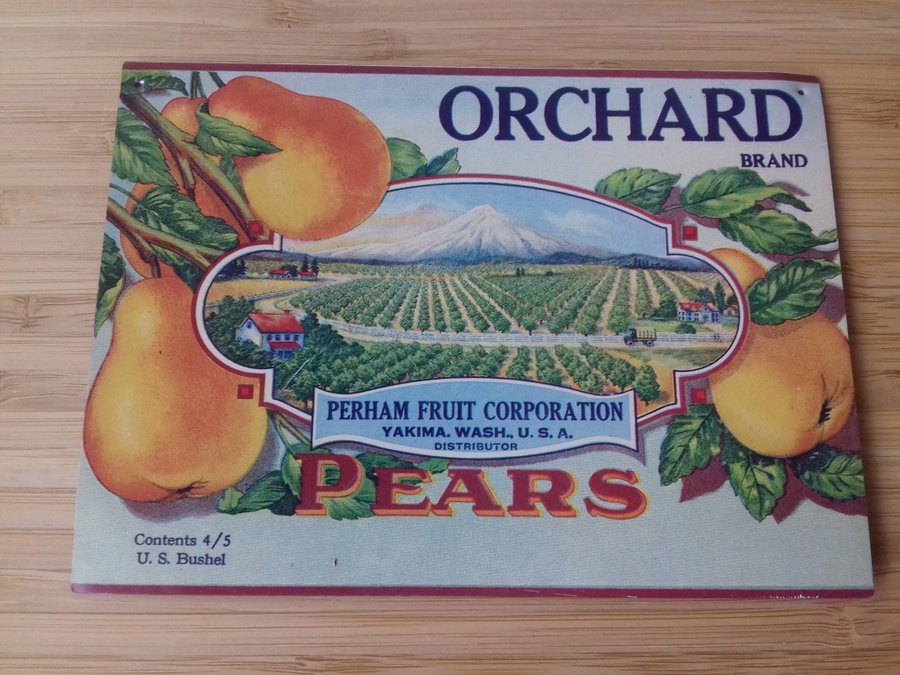 ORCHARD
BRAND
PERHAM FRUIT CORPORATION
YAKIMA. WASH., U. S. A.
DISTRIBUTOR
PEARS
Contents 4/5
U. S. Bushel